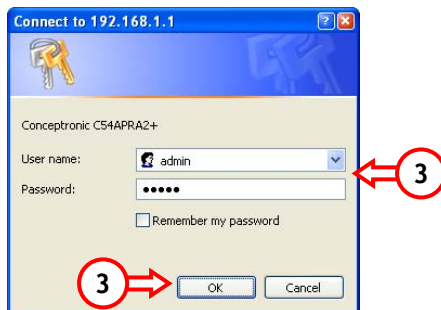 Connect to 192.168.1.1
Conceptronic C54APRA2+
User name: admin
3
Password: •••••
Remember my password
3
OK Cancel